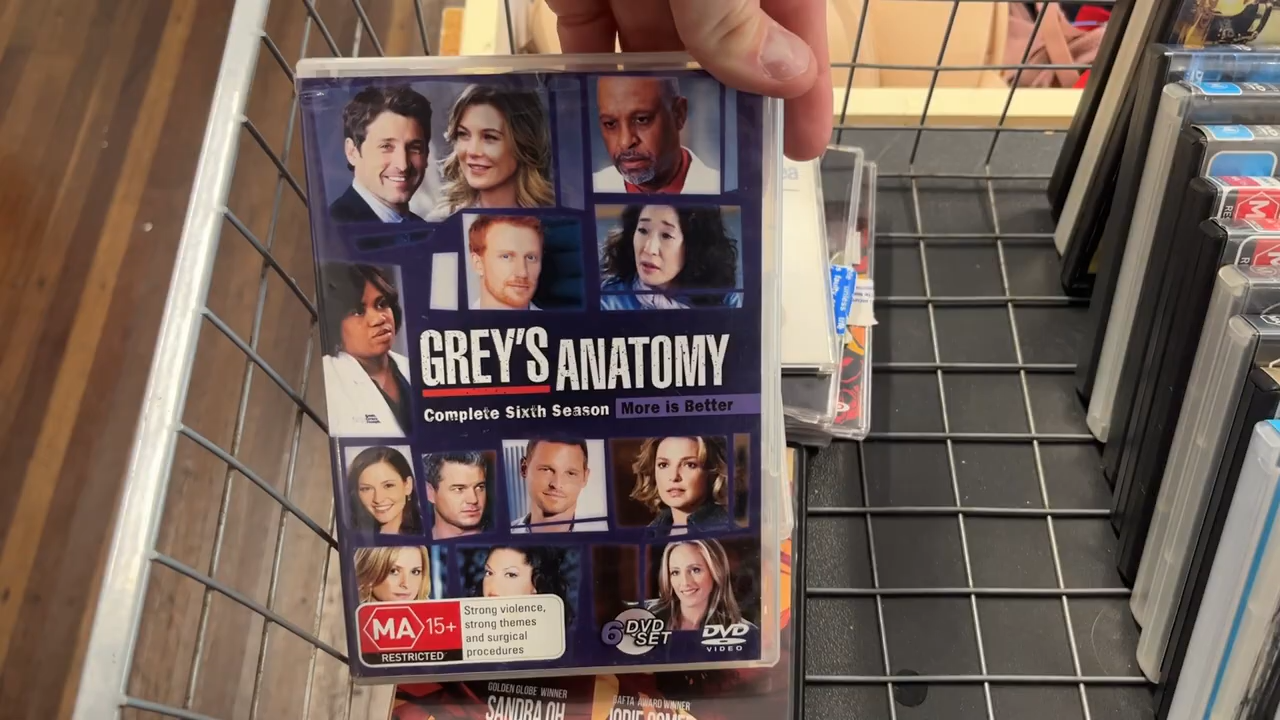 GREY'S ANATOMY
Complete Sixth Season More is Better
MA 15+
RESTRICTED
Strong violence,
strong themes
and surgical
procedures
6 DVD
SET
DVD
VIDEO
GOLDEN GLOBE WINNER
SANDRA OH
BAFTA AWARD WINNER
JODIE COMER
M